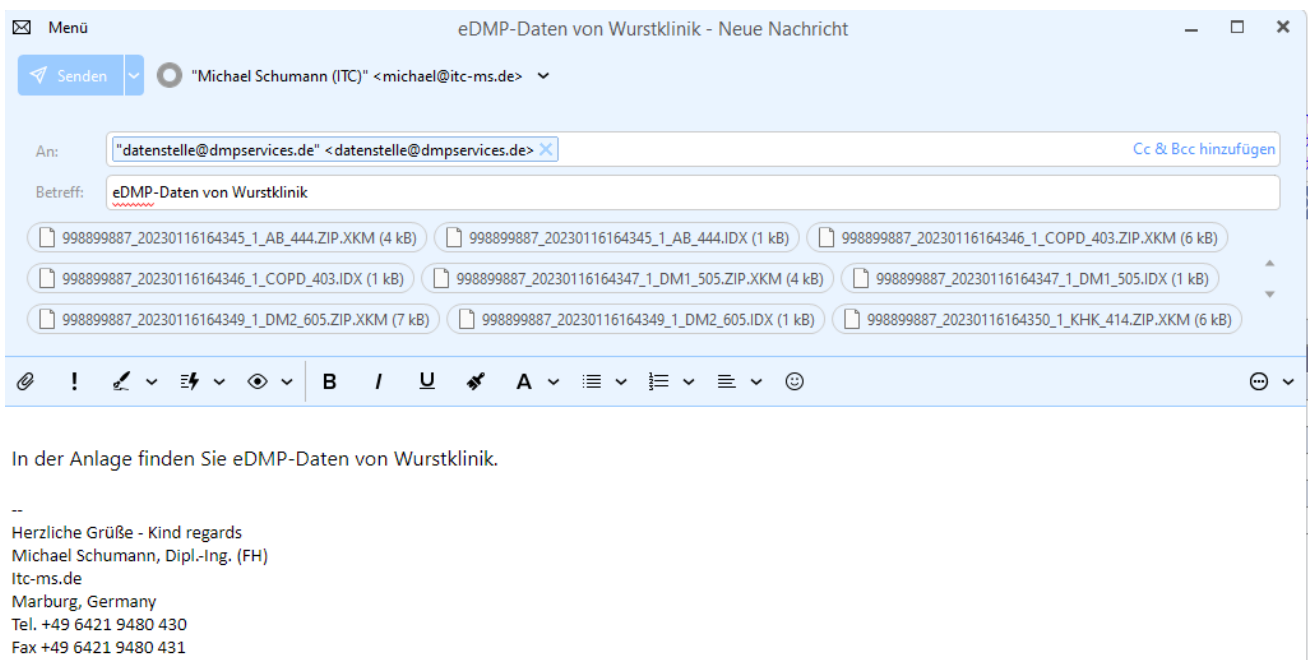 Menü
eDMP-Daten von Wurstklinik - Neue Nachricht
Senden
"Michael Schumann (ITC)" <michael@itc-ms.de>
An:
"datenstelle@dmpservices.de" <datenstelle@dmpservices.de>
Cc & Bcc hinzufügen
Betreff:
eDMP-Daten von Wurstklinik
998899887_20230116164345_1_AB_444.ZIP.XKM (4 kB) 998899887_20230116164345_1_AB_444.IDX (1 kB) 998899887_20230116164346_1_COPD_403.ZIP.XKM (6 kB)
998899887_20230116164346_1_COPD_403.IDX (1 kB) 998899887_20230116164347_1_DM1_505.ZIP.XKM (4 kB) 998899887_20230116164347_1_DM1_505.IDX (1 kB)
998899887_20230116164349_1_DM2_605.ZIP.XKM (7 kB) 998899887_20230116164349_1_DM2_605.IDX (1 kB) 998899887_20230116164350_1_KHK_414.ZIP.XKM (6 kB)
B I U A
In der Anlage finden Sie eDMP-Daten von Wurstklinik.
--
Herzliche Grüße - Kind regards
Michael Schumann, Dipl.-Ing. (FH)
Itc-ms.de
Marburg, Germany
Tel. +49 6421 9480 430
Fax +49 6421 9480 431